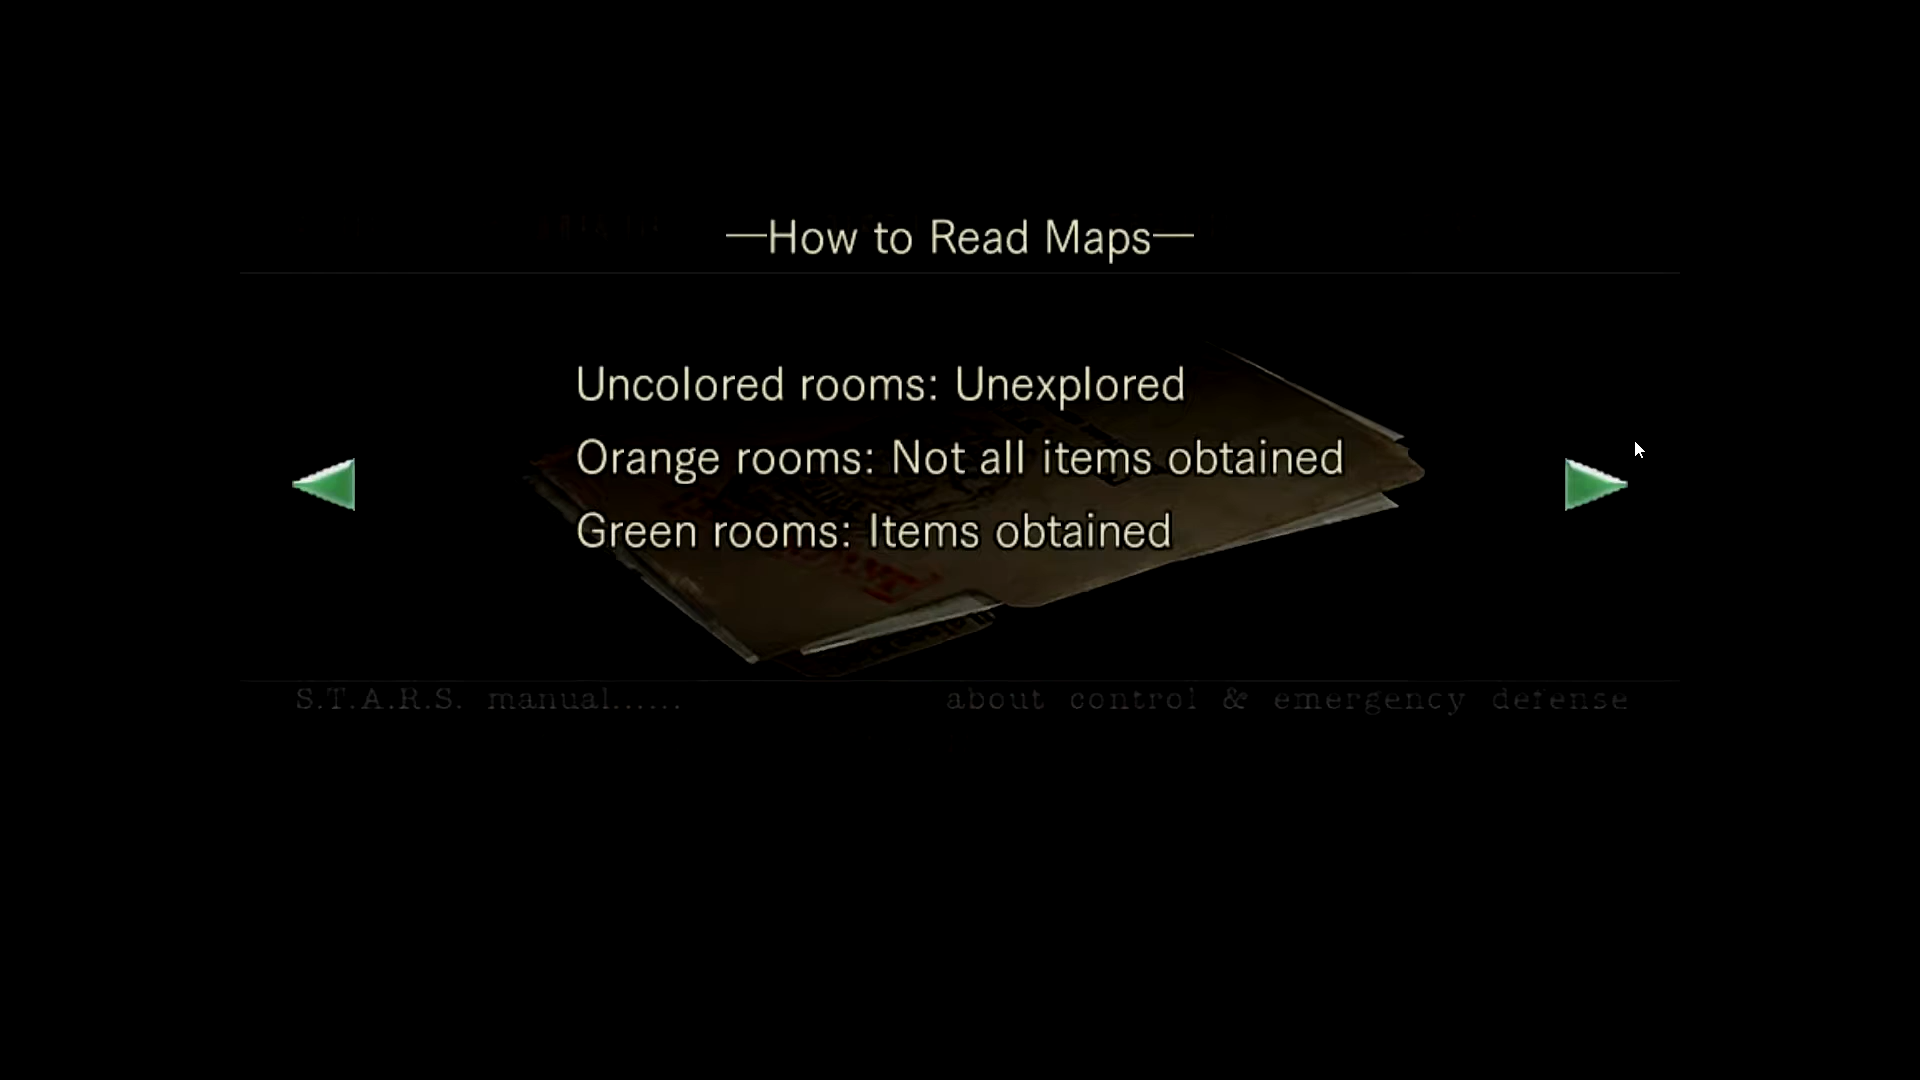 —How to Read Maps—
Uncolored rooms: Unexplored
Orange rooms: Not all items obtained
Green rooms: Items obtained
S.T.A.R.S. manual...... about control & emergency defense